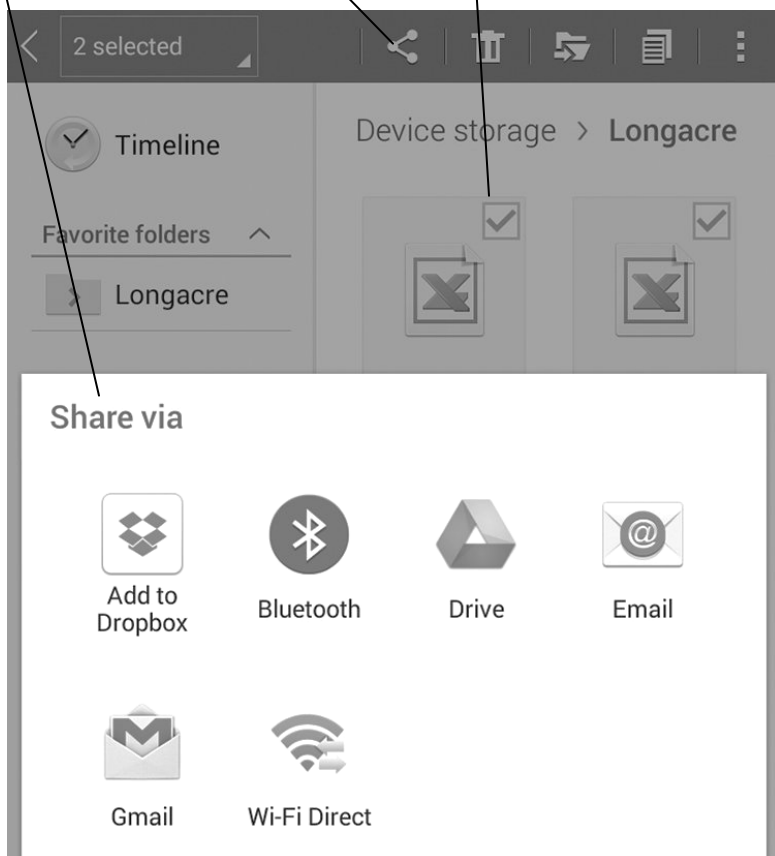 2 selected
Timeline
Device storage > Longacre
Favorite folders
Longacre
Share via
Add to
Dropbox
Bluetooth
Drive
Email
Gmail
Wi-Fi Direct